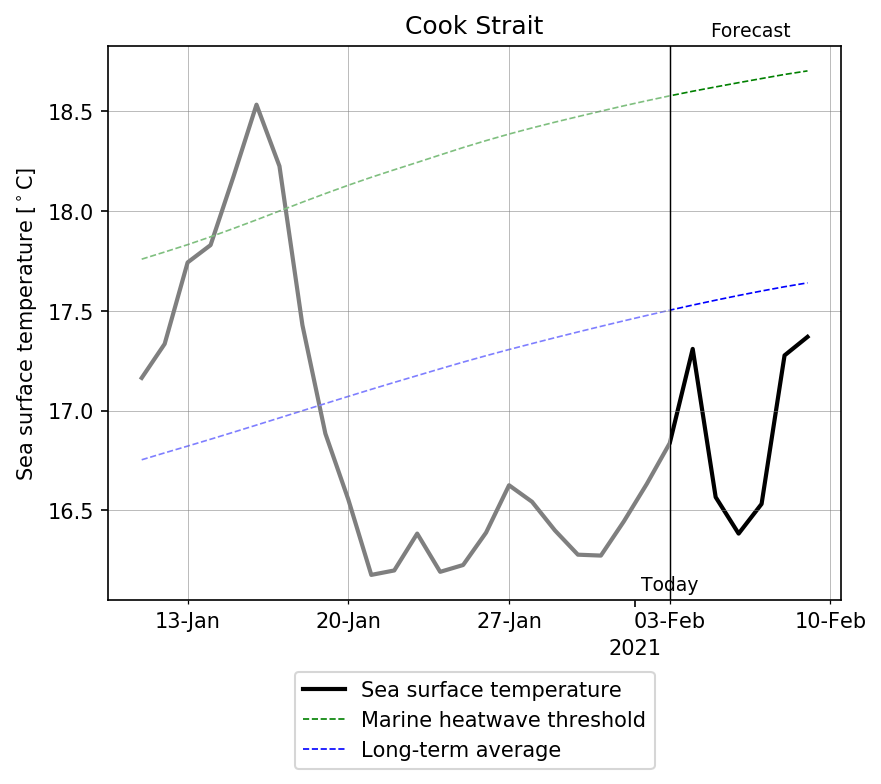 Cook Strait
Forecast
Sea surface temperature [°C]
18.5
18.0
17.5
17.0
16.5
Today
13-Jan
20-Jan
27-Jan
03-Feb
10-Feb
2021
Sea surface temperature
Marine heatwave threshold
Long-term average